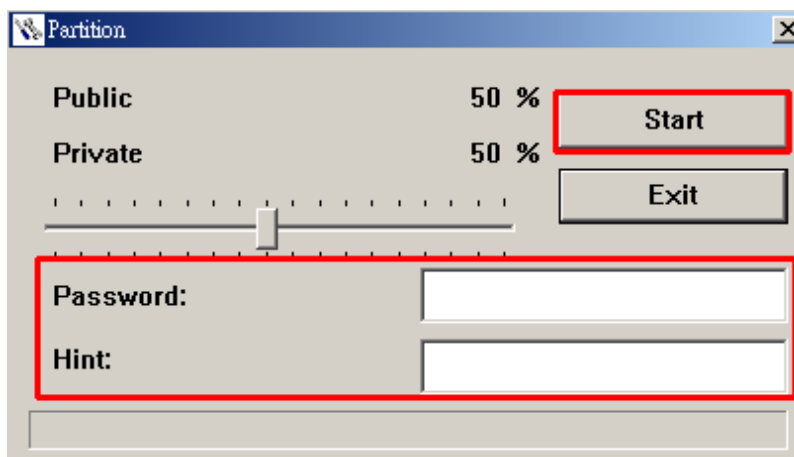 Partition
Public 50 %
Start
Private 50 %
Exit
Password:
Hint: